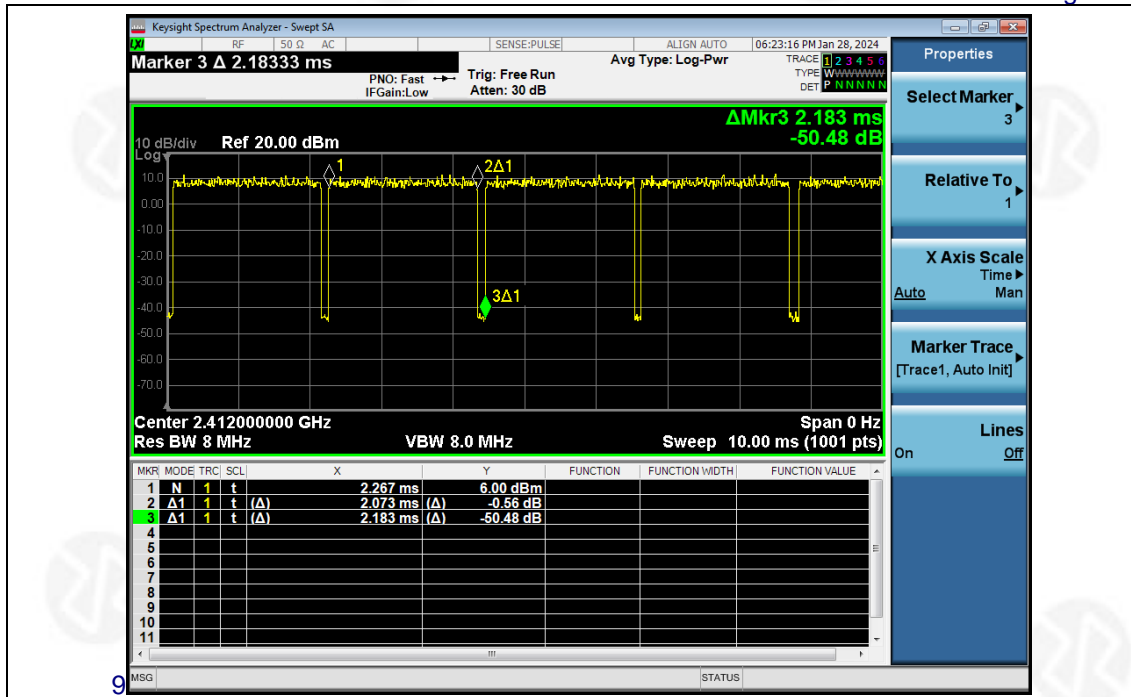 Keysight Spectrum Analyzer - Swept SA
LXI RF 50 Ω AC SENSE:PULSE ALIGN AUTO 06:23:16 PM Jan 28, 2024
Marker 3 Δ 2.18333 ms
PNO: Fast
IFGain:Low
Trig: Free Run
Atten: 30 dB
Avg Type: Log-Pwr
TRACE 1 2 3 4 5 6
TYPE WWWWWW
DET P N N N N N
ΔMkr3 2.183 ms
-50.48 dB
10 dB/div Ref 20.00 dBm
Log
10.0
0.00
-10.0
-20.0
-30.0
-40.0
-50.0
-60.0
-70.0
1
2Δ1
3Δ1
Center 2.412000000 GHz Span 0 Hz
Res BW 8 MHz VBW 8.0 MHz Sweep 10.00 ms (1001 pts)
MKR MODE TRC SCL X Y FUNCTION FUNCTION WIDTH FUNCTION VALUE
1 N 1 t 2.267 ms 6.00 dBm
2 Δ1 1 t (Δ) 2.073 ms (Δ) -0.56 dB
3 Δ1 1 t (Δ) 2.183 ms (Δ) -50.48 dB
4
5
6
7
8
9
10
11
MSG STATUS
Properties
Select Marker
3
Relative To
1
X Axis Scale
Time
Auto Man
Marker Trace
[Trace1, Auto Init]
Lines
On Off
9